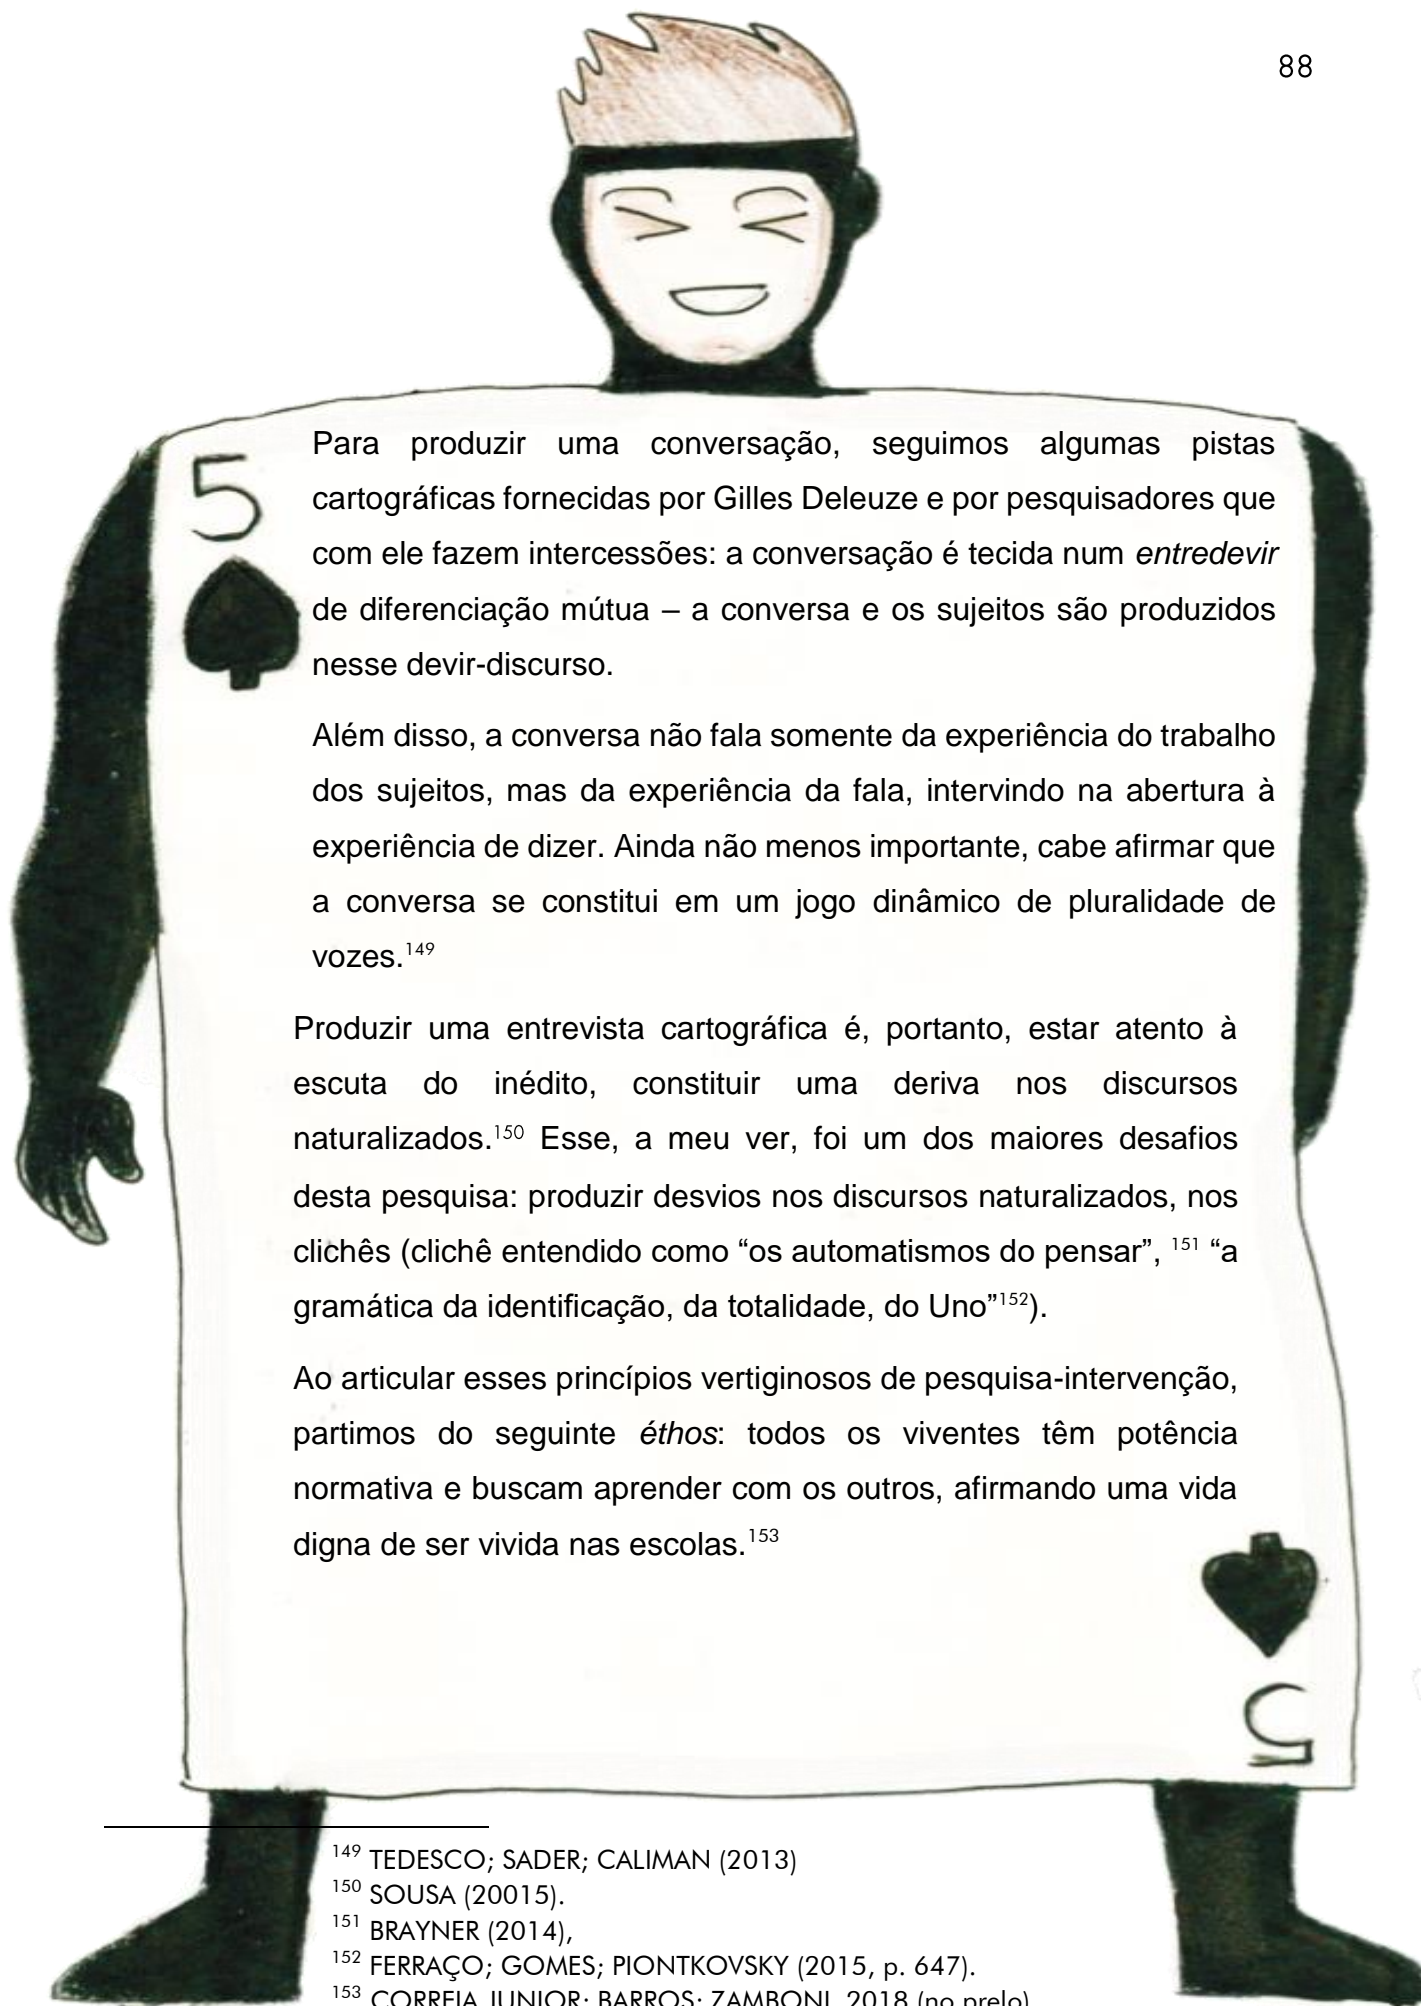 88
5
Para produzir uma conversação, seguimos algumas pistas
cartográficas fornecidas por Gilles Deleuze e por pesquisadores que
com ele fazem intercessões: a conversação é tecida num entredevir
de diferenciação mútua – a conversa e os sujeitos são produzidos
nesse devir-discurso.
Além disso, a conversa não fala somente da experiência do trabalho
dos sujeitos, mas da experiência da fala, intervindo na abertura à
experiência de dizer. Ainda não menos importante, cabe afirmar que
a conversa se constitui em um jogo dinâmico de pluralidade de
vozes.149
Produzir uma entrevista cartográfica é, portanto, estar atento à
escuta do inédito, constituir uma deriva nos discursos
naturalizados.150 Esse, a meu ver, foi um dos maiores desafios
desta pesquisa: produzir desvios nos discursos naturalizados, nos
clichês (clichê entendido como “os automatismos do pensar”, 151 “a
gramática da identificação, da totalidade, do Uno”152).
Ao articular esses princípios vertiginosos de pesquisa-intervenção,
partimos do seguinte éthos: todos os viventes têm potência
normativa e buscam aprender com os outros, afirmando uma vida
digna de ser vivida nas escolas.153
5
149 TEDESCO; SADER; CALIMAN (2013)
150 SOUSA (20015).
151 BRAYNER (2014),
152 FERRAÇO; GOMES; PIONTKOVSKY (2015, p. 647).
153 CORREIA JUNIOR; BARROS; ZAMBONI, 2018 (no prelo)